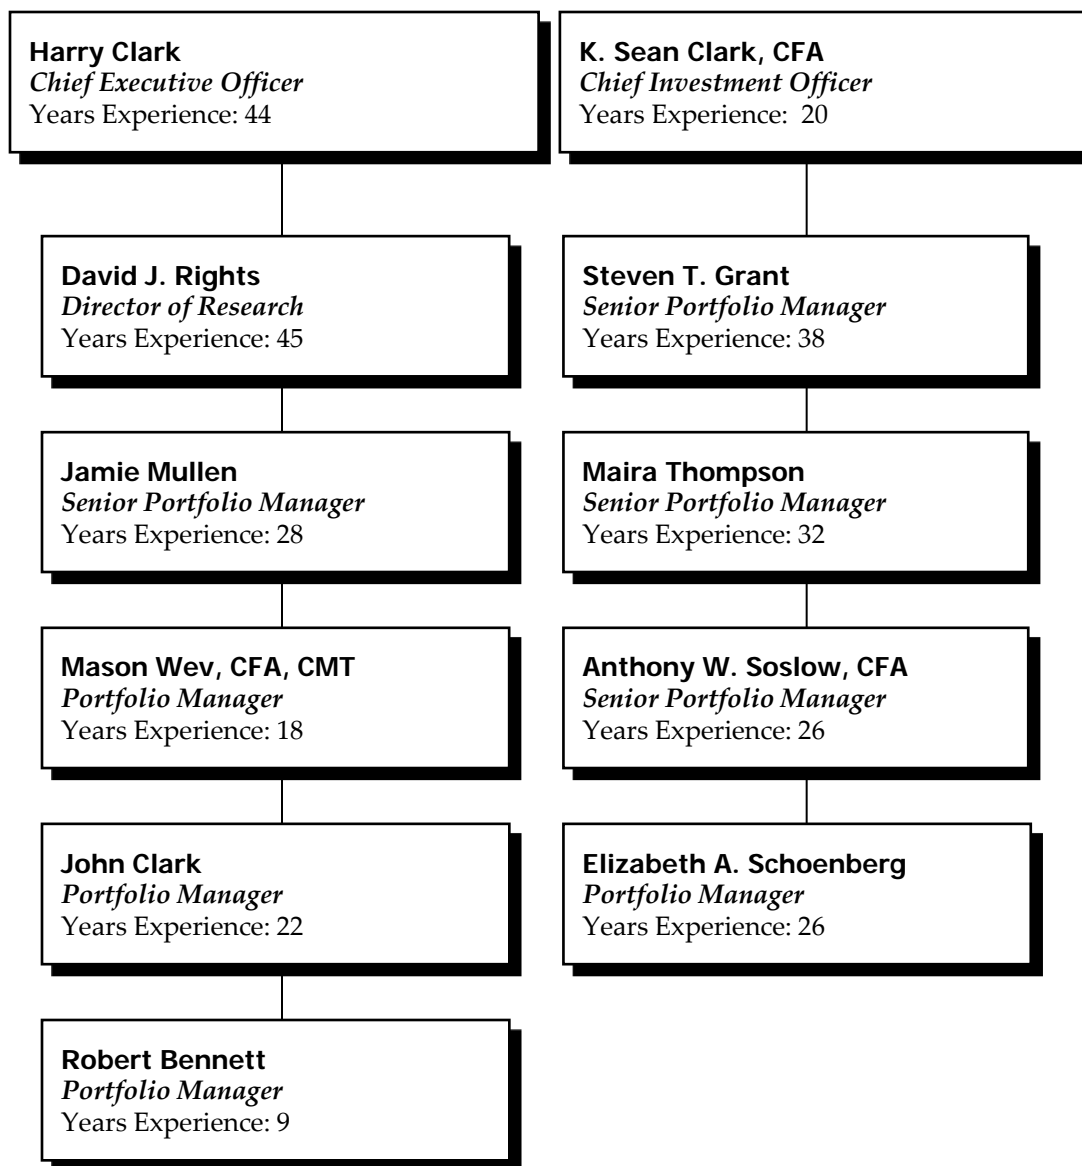 Harry Clark
Chief Executive Officer
Years Experience: 44
K. Sean Clark, CFA
Chief Investment Officer
Years Experience:  20
David J. Rights
Director of Research
Years Experience: 45
Steven T. Grant
Senior Portfolio Manager
Years Experience: 38
Jamie Mullen
Senior Portfolio Manager
Years Experience: 28
Maira Thompson
Senior Portfolio Manager
Years Experience: 32
Mason Wev, CFA, CMT
Portfolio Manager
Years Experience: 18
Anthony W. Soslow, CFA
Senior Portfolio Manager
Years Experience: 26
John Clark
Portfolio Manager
Years Experience: 22
Elizabeth A. Schoenberg
Portfolio Manager
Years Experience: 26
Robert Bennett
Portfolio Manager
Years Experience: 9